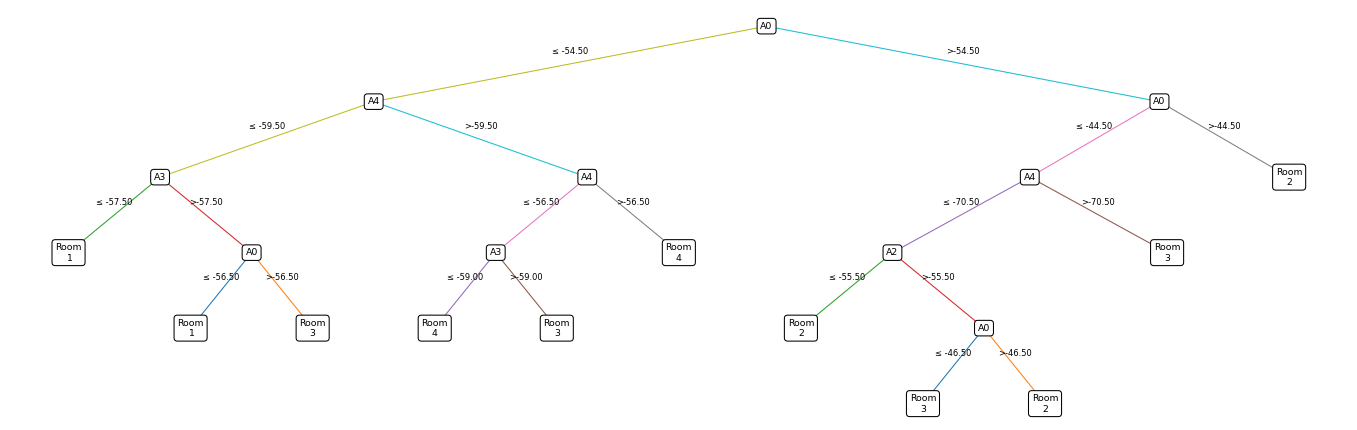 A0
≤ -54.50
>-54.50
A4
A0
≤ -59.50
>-59.50
≤ -44.50
>-44.50
A3
A4
A4
Room
2
≤ -57.50
>-57.50
≤ -56.50
>-56.50
≤ -70.50
>-70.50
Room
1
A0
A3
Room
4
A2
Room
3
≤ -56.50
>-56.50
≤ -59.00
>-59.00
≤ -55.50
>-55.50
Room
1
Room
3
Room
4
Room
3
Room
2
A0
≤ -46.50
>-46.50
Room
3
Room
2